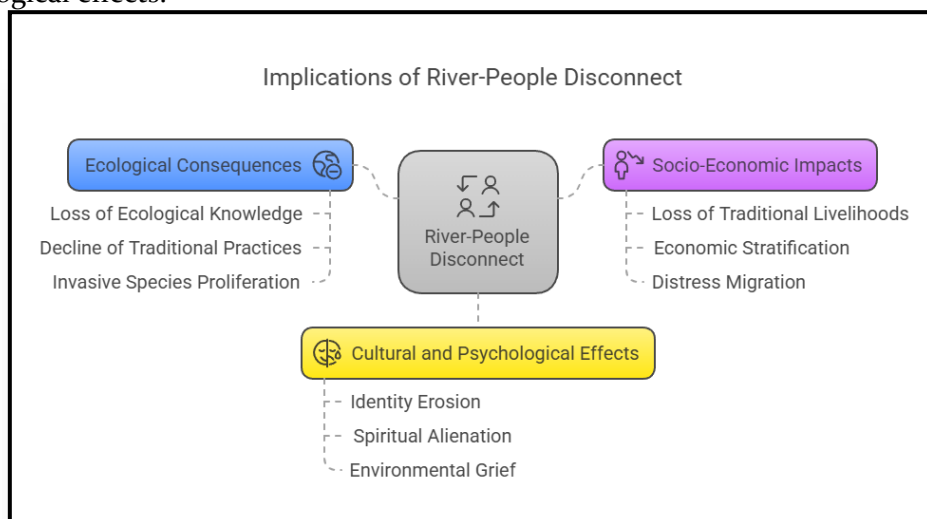 ogical effects.
Implications of River-People Disconnect
Ecological Consequences
Loss of Ecological Knowledge
Decline of Traditional Practices
Invasive Species Proliferation
River-People
Disconnect
Socio-Economic Impacts
Loss of Traditional Livelihoods
Economic Stratification
Distress Migration
Cultural and Psychological Effects
Identity Erosion
Spiritual Alienation
Environmental Grief